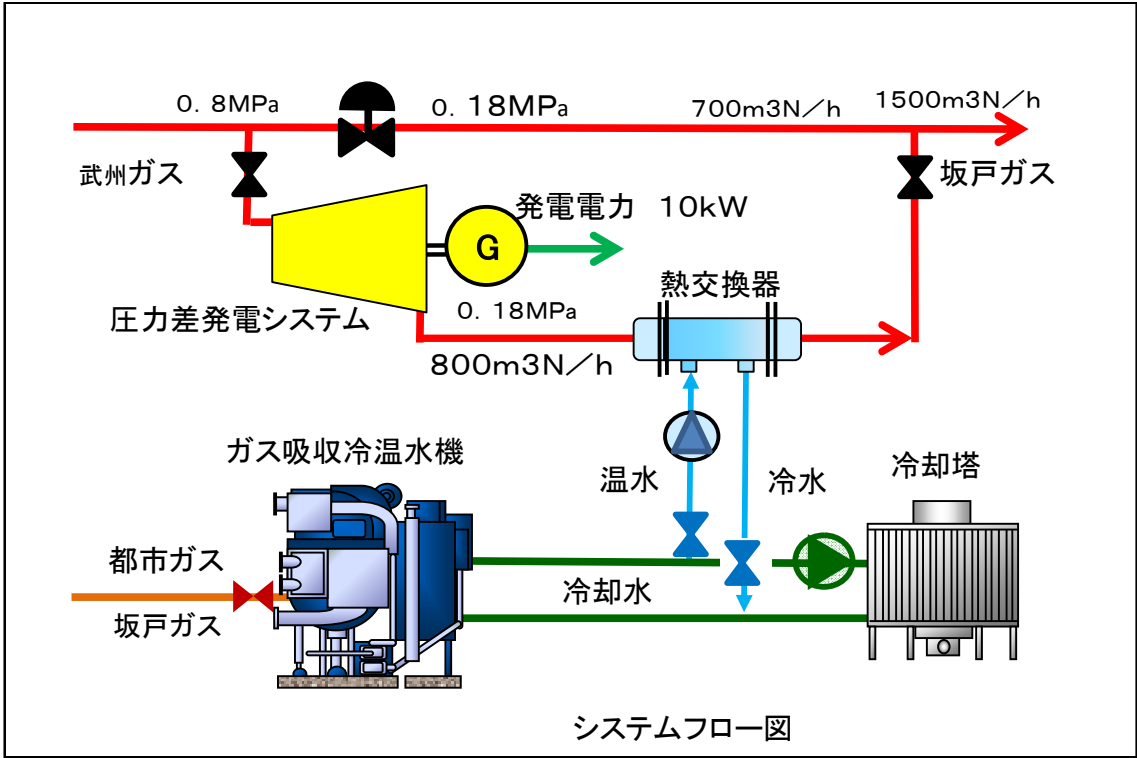 0．8MPa
0．18MPa
700m3N／h
1500m3N／h
武州ガス
坂戸ガス
発電電力　10kW
G
熱交換器
圧力差発電システム
0．18MPa
800m3N／h
ガス吸収冷温水機
温水
冷水
冷却塔
都市ガス
冷却水
坂戸ガス
システムフロー図